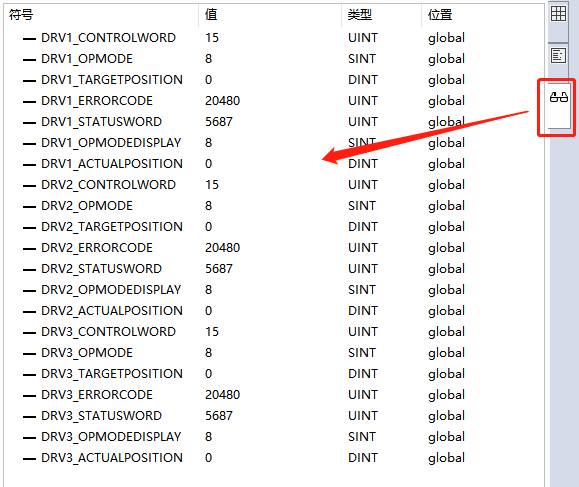 符号 值 类型 位置
DRV1_CONTROLWORD 15 UINT global
DRV1_OPMODE 8 SINT global
DRV1_TARGETPOSITION 0 DINT global
DRV1_ERRORCODE 20480 UINT global
DRV1_STATUSWORD 5687 UINT global
DRV1_OPMODEDISPLAY 8 SINT global
DRV1_ACTUALPOSITION 0 DINT global
DRV2_CONTROLWORD 15 UINT global
DRV2_OPMODE 8 SINT global
DRV2_TARGETPOSITION 0 DINT global
DRV2_ERRORCODE 20480 UINT global
DRV2_STATUSWORD 5687 UINT global
DRV2_OPMODEDISPLAY 8 SINT global
DRV2_ACTUALPOSITION 0 DINT global
DRV3_CONTROLWORD 15 UINT global
DRV3_OPMODE 8 SINT global
DRV3_TARGETPOSITION 0 DINT global
DRV3_ERRORCODE 20480 UINT global
DRV3_STATUSWORD 5687 UINT global
DRV3_OPMODEDISPLAY 8 SINT global
DRV3_ACTUALPOSITION 0 DINT global